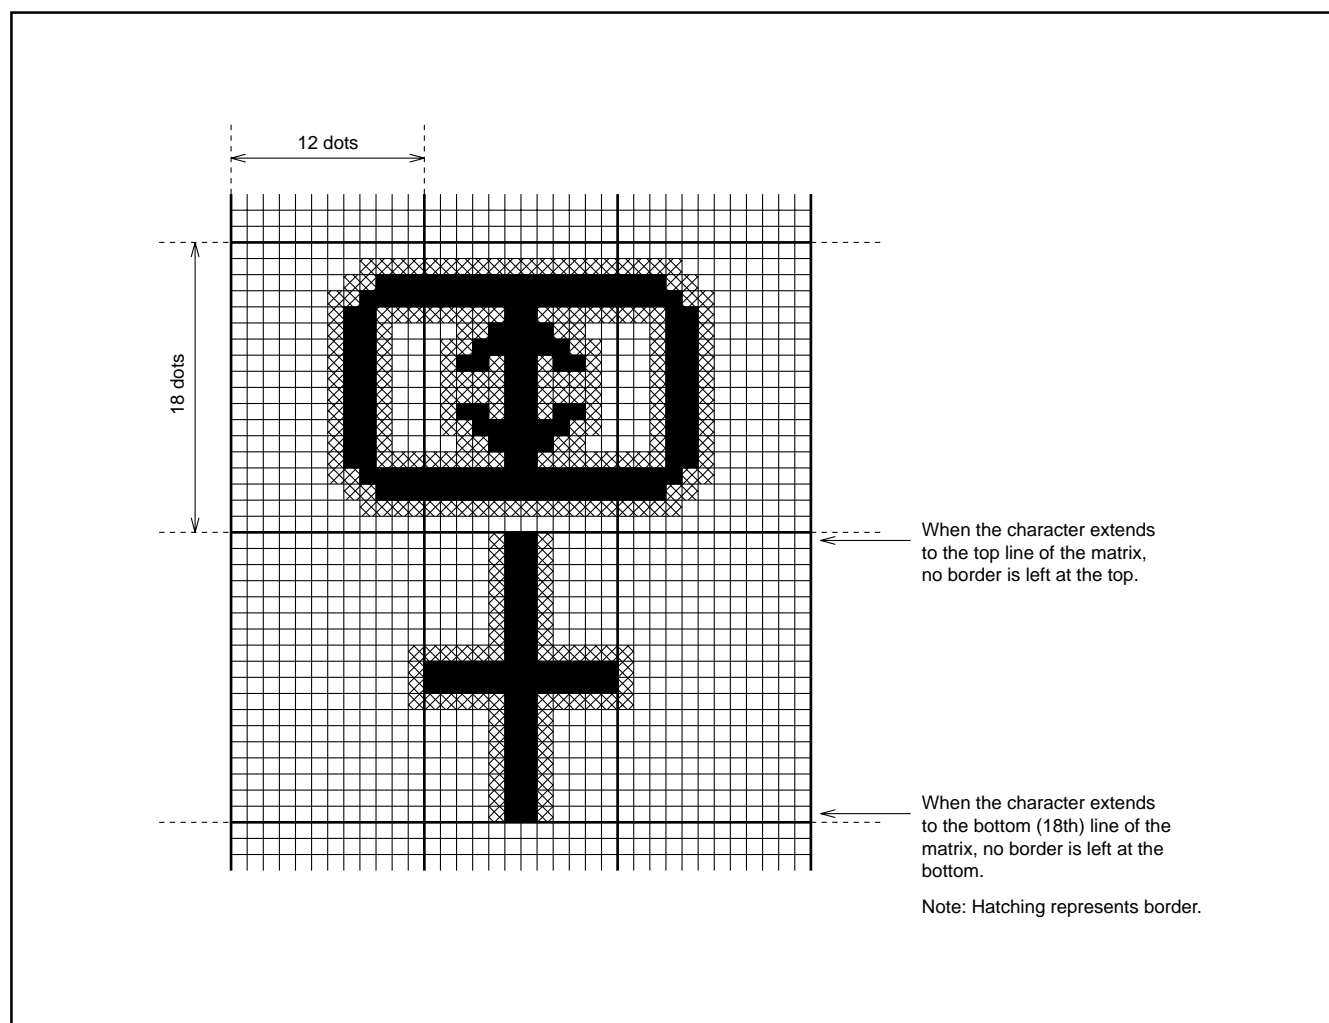 12 dots
18 dots
When the character extends
to the top line of the matrix,
no border is left at the top.
When the character extends
to the bottom (18th) line of the
matrix, no border is left at the
bottom.
Note: Hatching represents border.